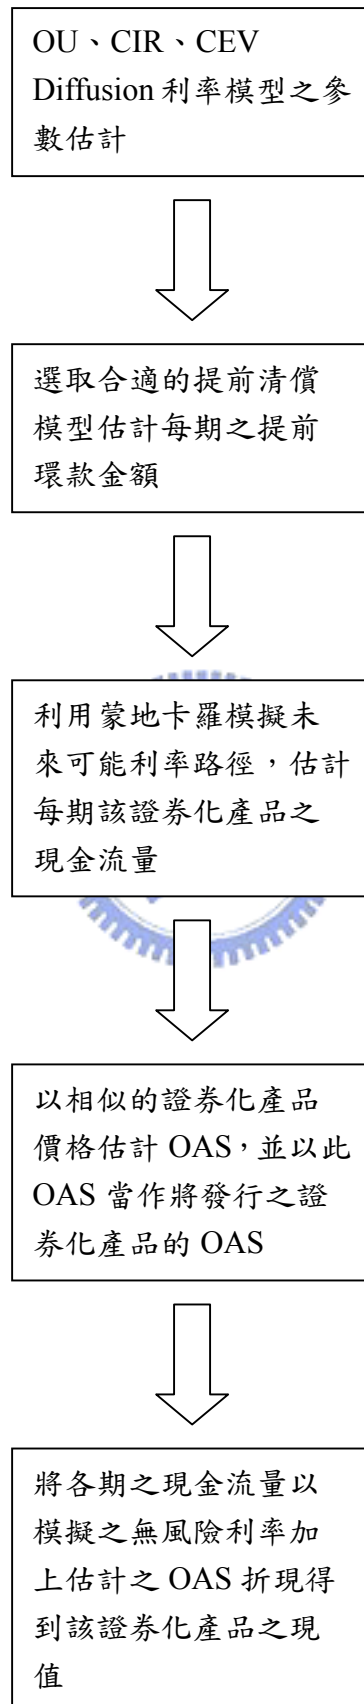 OU、CIR、CEV
Diffusion 利率模型之參
數估計
選取合適的提前清償
模型估計每期之提前
環款金額
利用蒙地卡羅模擬未
來可能利率路徑，估計
每期該證券化產品之
現金流量
以相似的證券化產品
價格估計 OAS，並以此
OAS 當作將發行之證
券化產品的 OAS
將各期之現金流量以
模擬之無風險利率加
上估計之 OAS 折現得
到該證券化產品之現
值